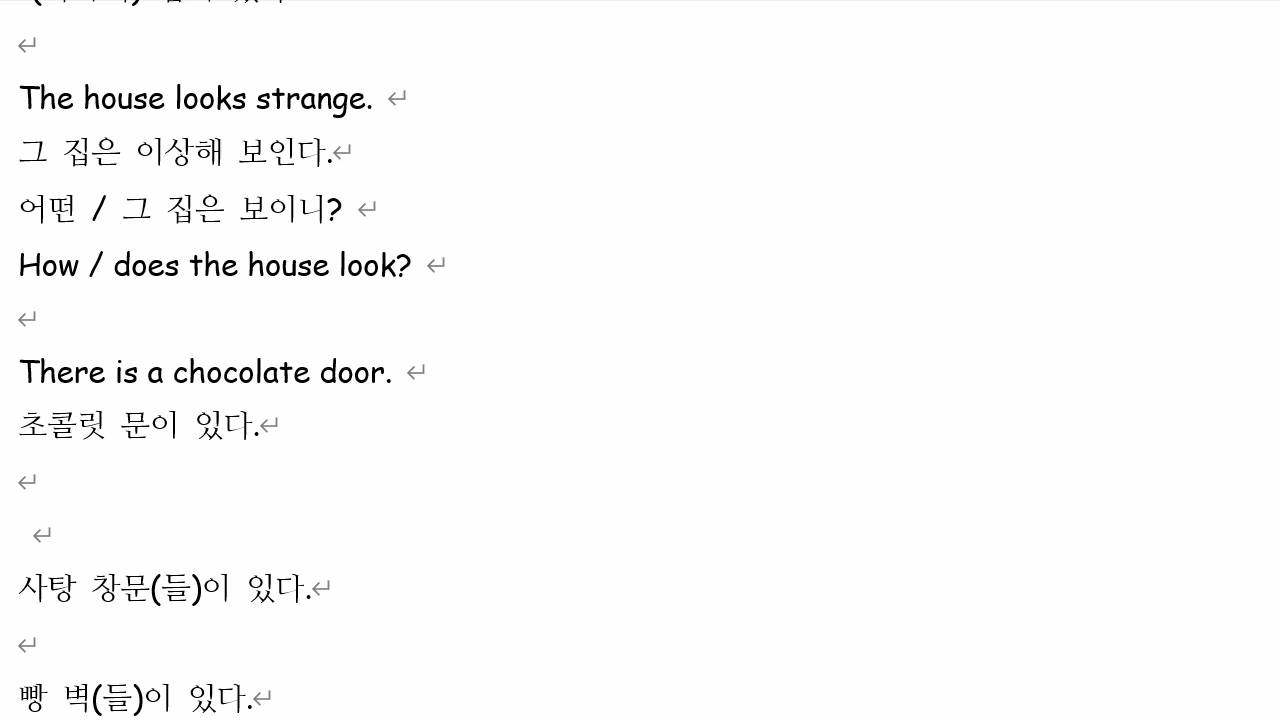 The house looks strange.
그 집은 이상해 보인다.
어떤 / 그 집은 보이니?
How / does the house look?
There is a chocolate door.
초콜릿 문이 있다.
사탕 창문(들)이 있다.
빵 벽(들)이 있다.